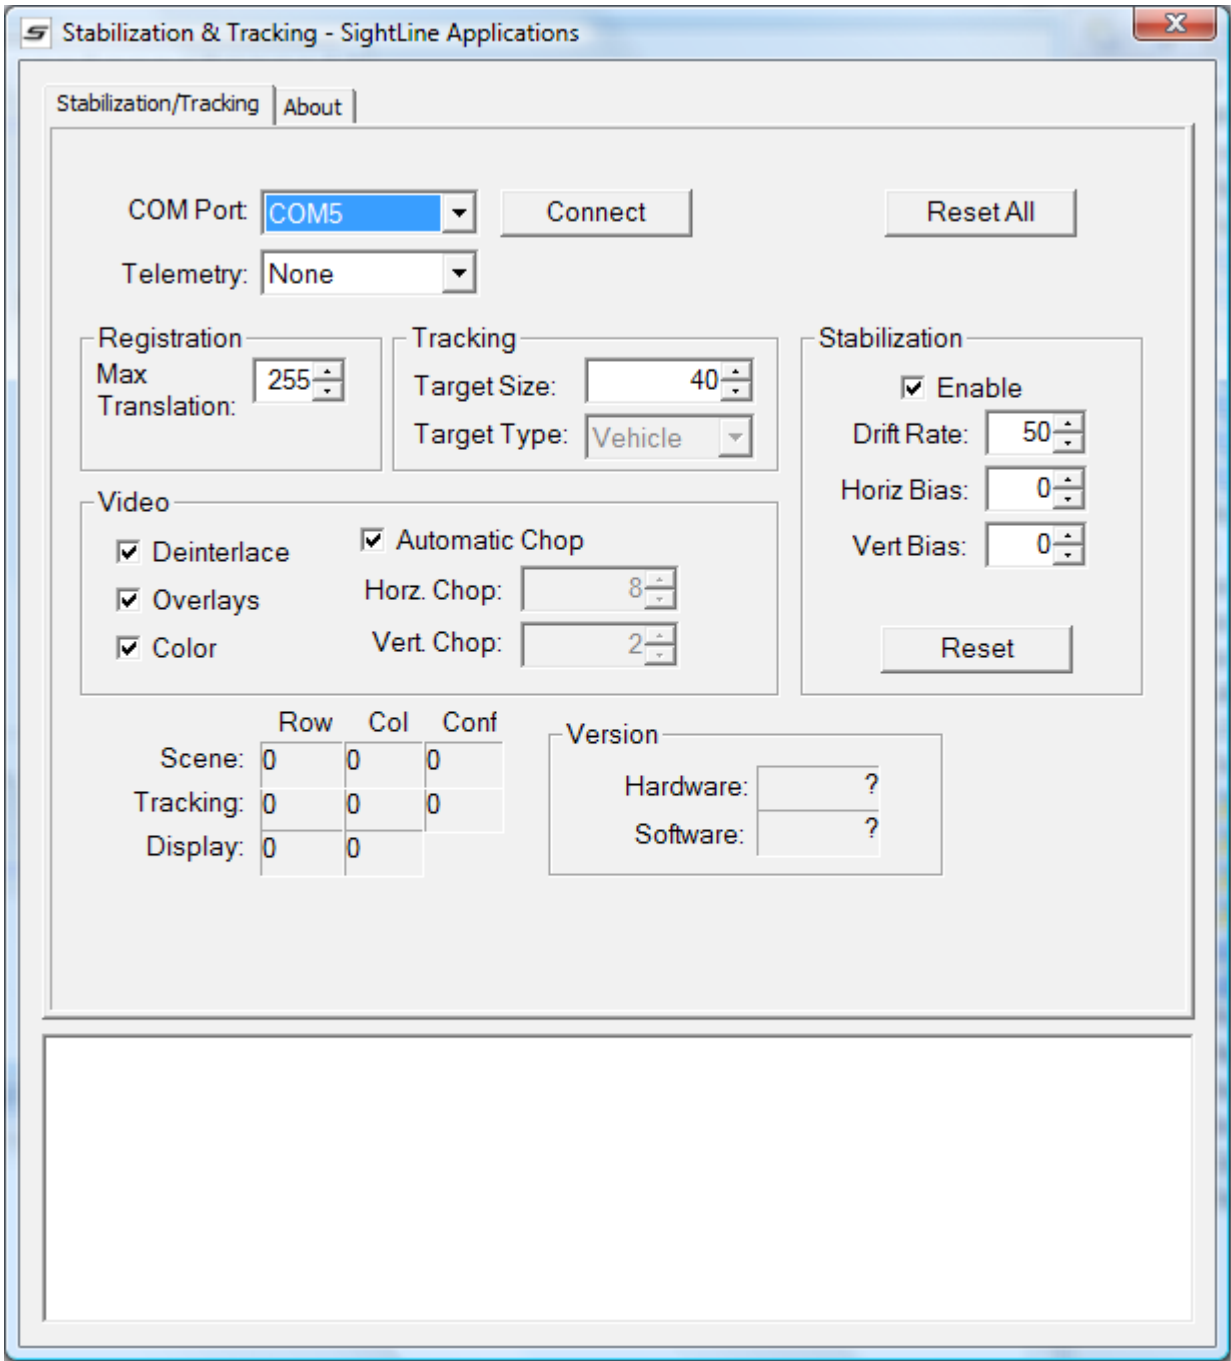 Stabilization & Tracking - SightLine Applications
Stabilization/Tracking About
COM Port: COM5 Connect Reset All
Telemetry: None
Registration
Max
Translation: 255
Tracking
Target Size: 40
Target Type: Vehicle
Stabilization
Enable
Drift Rate: 50
Horiz Bias: 0
Vert Bias: 0
Reset
Video
Deinterlace
Overlays
Color
Automatic Chop
Horz. Chop: 8
Vert. Chop: 2
Row Col Conf
Scene: 0 0 0
Tracking: 0 0 0
Display: 0 0
Version
Hardware: ?
Software: ?